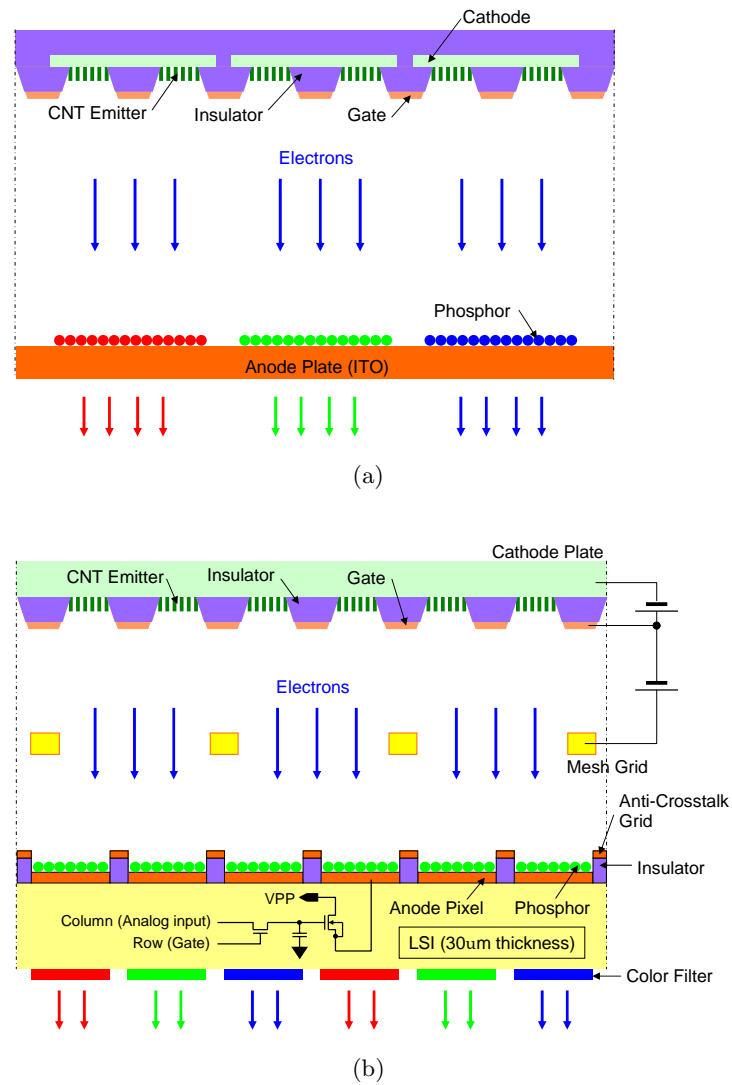 Cathode
CNT Emitter
Insulator
Gate
Electrons
Phosphor
Anode Plate (ITO)
(a)
Cathode Plate
CNT Emitter
Insulator
Gate
Electrons
Mesh Grid
Anti-Crosstalk
Grid
Insulator
VPP
Column (Analog input)
Row (Gate)
Anode Pixel
Phosphor
LSI (30um thickness)
Color Filter
(b)